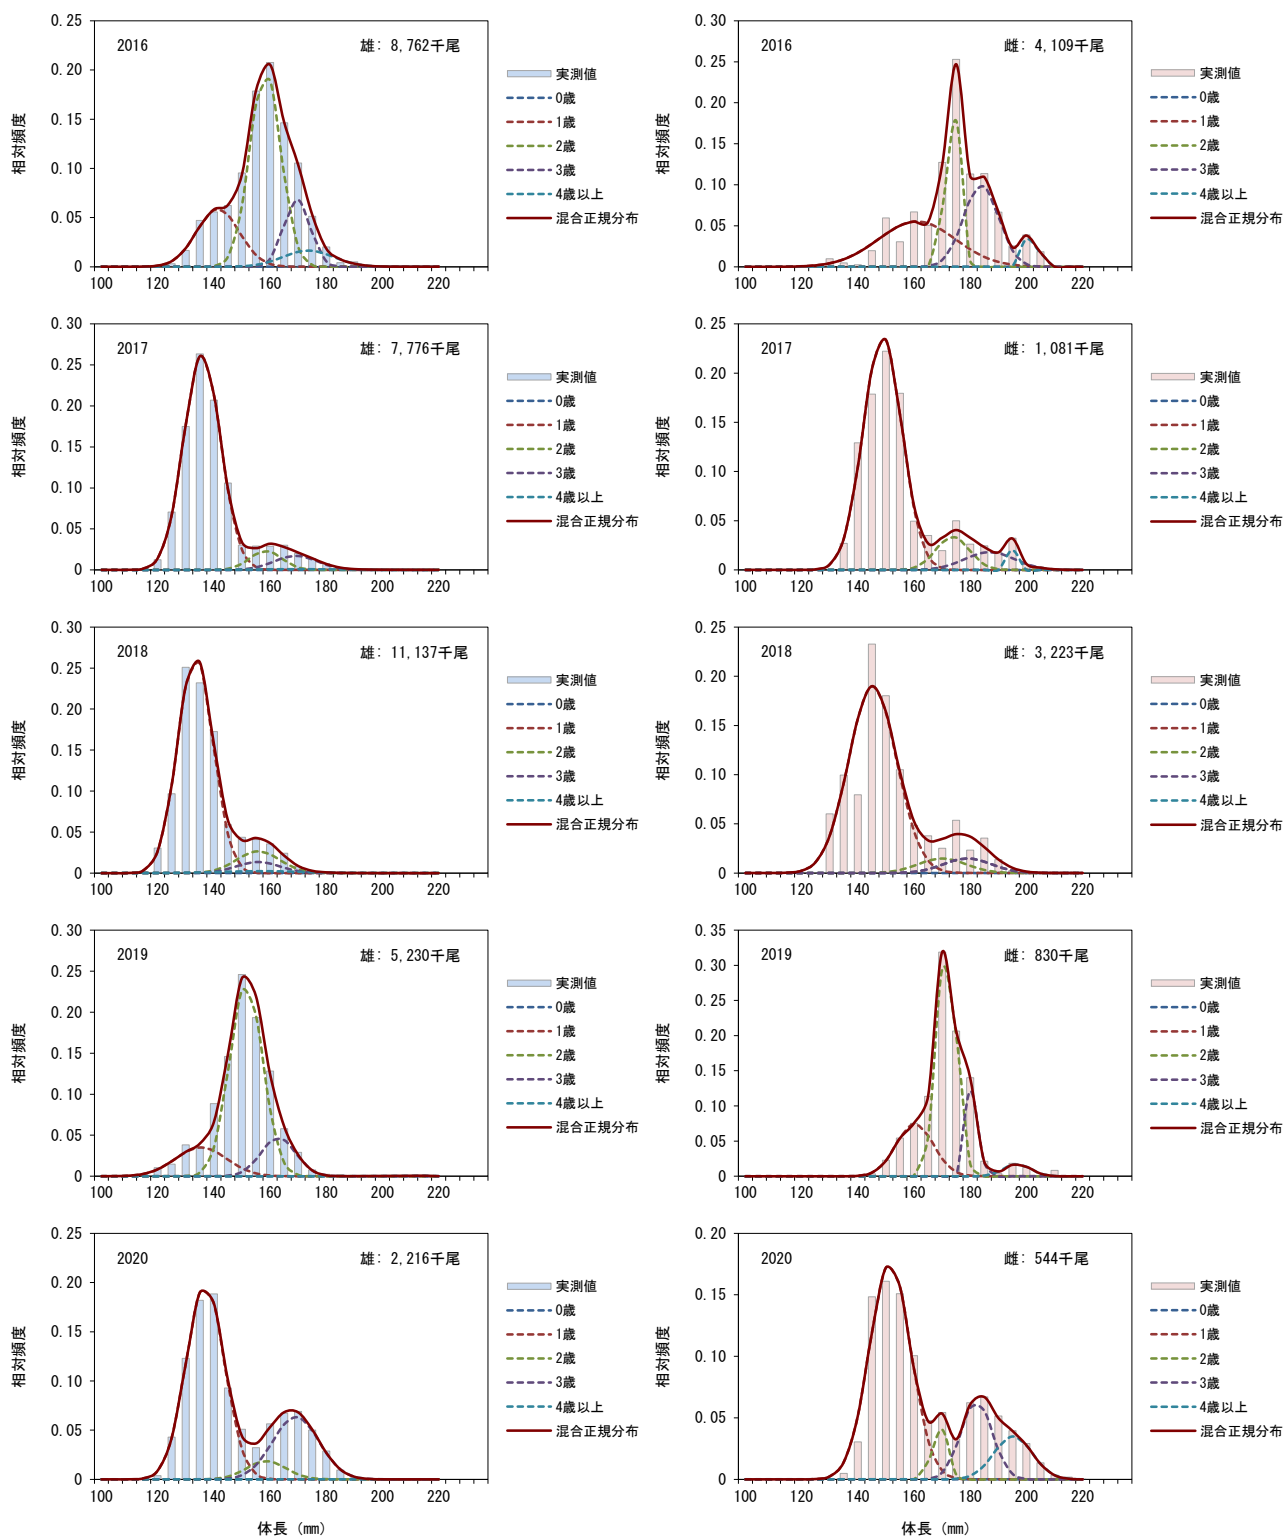 0.25
0.20
0.15
0.10
0.05
0
相対頻度
2016
雄: 8,762千尾
100 120 140 160 180 200 220
実測値
0歳
1歳
2歳
3歳
4歳以上
混合正規分布
0.30
0.25
0.20
0.15
0.10
0.05
0
相対頻度
2016
雌: 4,109千尾
100 120 140 160 180 200 220
実測値
0歳
1歳
2歳
3歳
4歳以上
混合正規分布
0.30
0.25
0.20
0.15
0.10
0.05
0
相対頻度
2017
雄: 7,776千尾
100 120 140 160 180 200 220
実測値
0歳
1歳
2歳
3歳
4歳以上
混合正規分布
0.25
0.20
0.15
0.10
0.05
0
相対頻度
2017
雌: 1,081千尾
100 120 140 160 180 200 220
実測値
0歳
1歳
2歳
3歳
4歳以上
混合正規分布
0.30
0.25
0.20
0.15
0.10
0.05
0
相対頻度
2018
雄: 11,137千尾
100 120 140 160 180 200 220
実測値
0歳
1歳
2歳
3歳
4歳以上
混合正規分布
0.25
0.20
0.15
0.10
0.05
0
相対頻度
2018
雌: 3,223千尾
100 120 140 160 180 200 220
実測値
0歳
1歳
2歳
3歳
4歳以上
混合正規分布
0.30
0.25
0.20
0.15
0.10
0.05
0
相対頻度
2019
雄: 5,230千尾
100 120 140 160 180 200 220
実測値
0歳
1歳
2歳
3歳
4歳以上
混合正規分布
0.35
0.30
0.25
0.20
0.15
0.10
0.05
0
相対頻度
2019
雌: 830千尾
100 120 140 160 180 200 220
実測値
0歳
1歳
2歳
3歳
4歳以上
混合正規分布
0.25
0.20
0.15
0.10
0.05
0
相対頻度
2020
雄: 2,216千尾
100 120 140 160 180 200 220
体長 (mm)
実測値
0歳
1歳
2歳
3歳
4歳以上
混合正規分布
0.20
0.15
0.10
0.05
0
相対頻度
2020
雌: 544千尾
100 120 140 160 180 200 220
体長 (mm)
実測値
0歳
1歳
2歳
3歳
4歳以上
混合正規分布